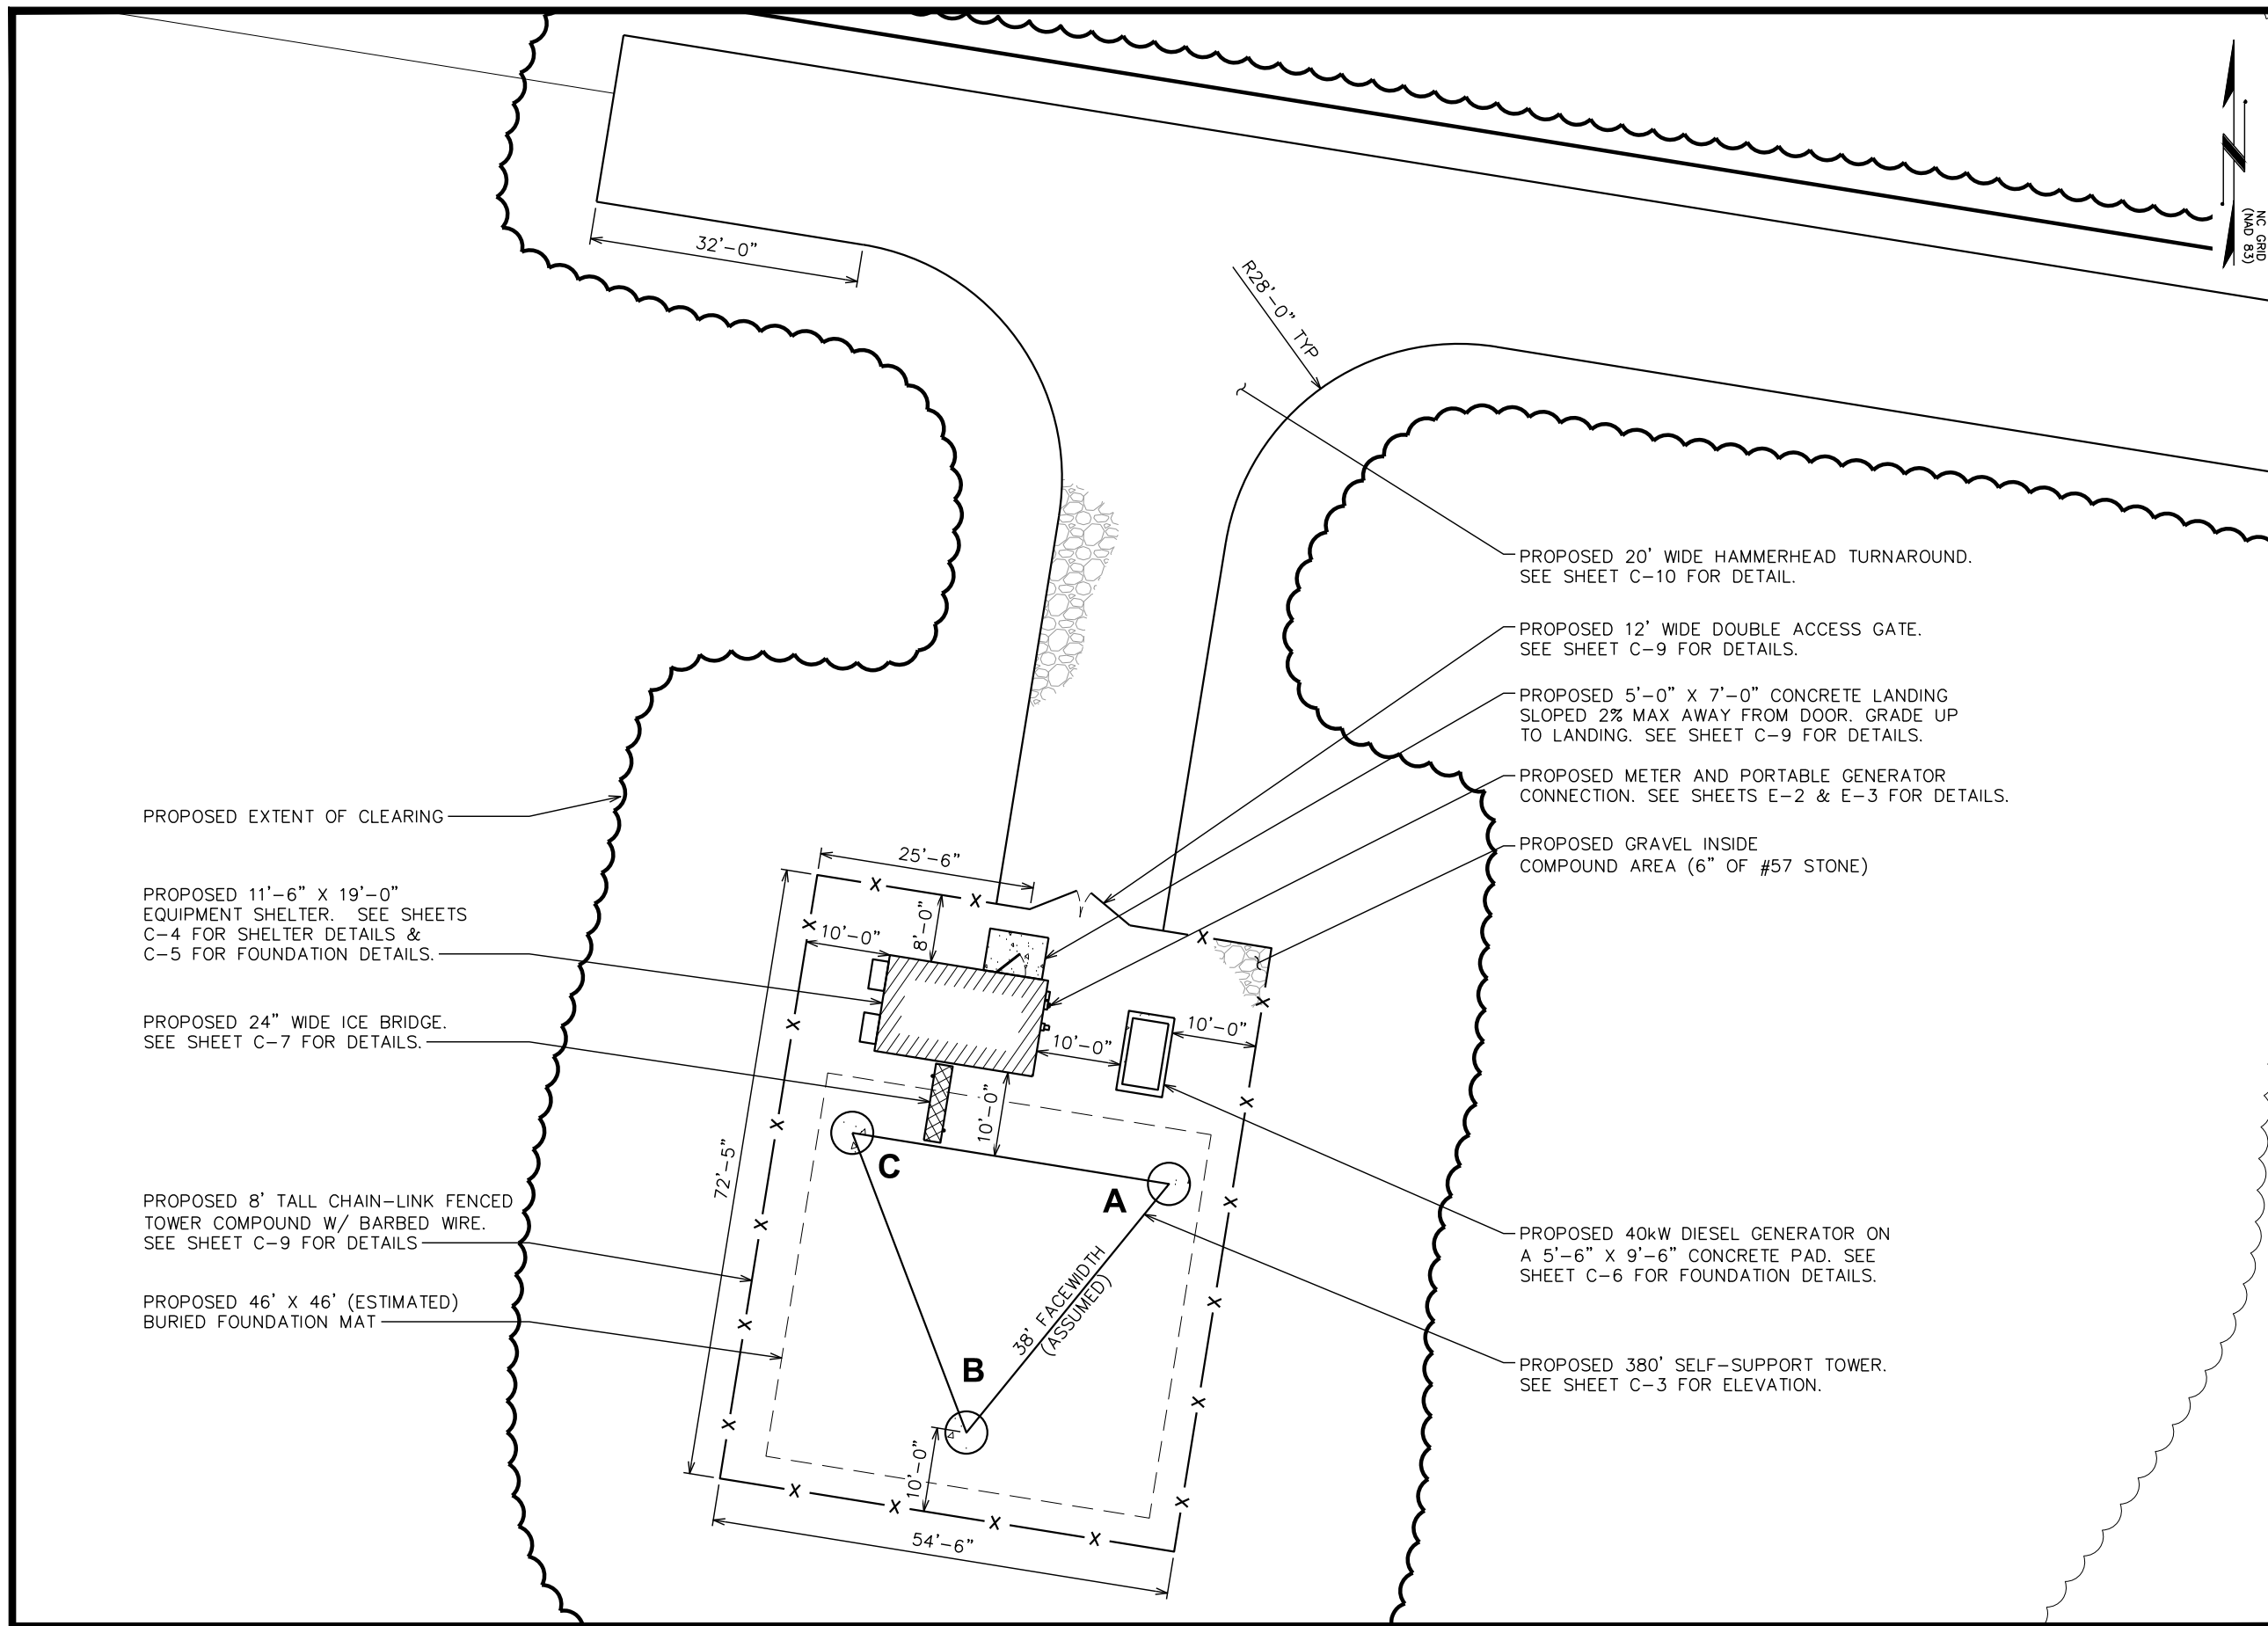 NC GRID
(NAD 83)
32'-0"
R28'-0" TYP
PROPOSED 20' WIDE HAMMERHEAD TURNAROUND.
SEE SHEET C-10 FOR DETAIL.
PROPOSED 12' WIDE DOUBLE ACCESS GATE.
SEE SHEET C-9 FOR DETAILS.
PROPOSED 5'-0" X 7'-0" CONCRETE LANDING
SLOPED 2% MAX AWAY FROM DOOR. GRADE UP
TO LANDING. SEE SHEET C-9 FOR DETAILS.
PROPOSED METER AND PORTABLE GENERATOR
CONNECTION. SEE SHEETS E-2 & E-3 FOR DETAILS.
PROPOSED GRAVEL INSIDE
COMPOUND AREA (6" OF #57 STONE)
PROPOSED EXTENT OF CLEARING
PROPOSED 11'-6" X 19'-0"
EQUIPMENT SHELTER. SEE SHEETS
C-4 FOR SHELTER DETAILS &
C-5 FOR FOUNDATION DETAILS.
PROPOSED 24" WIDE ICE BRIDGE.
SEE SHEET C-7 FOR DETAILS.
PROPOSED 8' TALL CHAIN-LINK FENCED
TOWER COMPOUND W/ BARBED WIRE.
SEE SHEET C-9 FOR DETAILS
PROPOSED 46' X 46' (ESTIMATED)
BURIED FOUNDATION MAT
25'-6"
8'-0"
10'-0"
10'-0"
10'-0"
10'-0"
72'-5"
C
A
B
38' FACEWIDTH
(ASSUMED)
10'-0"
54'-6"
PROPOSED 40kW DIESEL GENERATOR ON
A 5'-6" X 9'-6" CONCRETE PAD. SEE
SHEET C-6 FOR FOUNDATION DETAILS.
PROPOSED 380' SELF-SUPPORT TOWER.
SEE SHEET C-3 FOR ELEVATION.